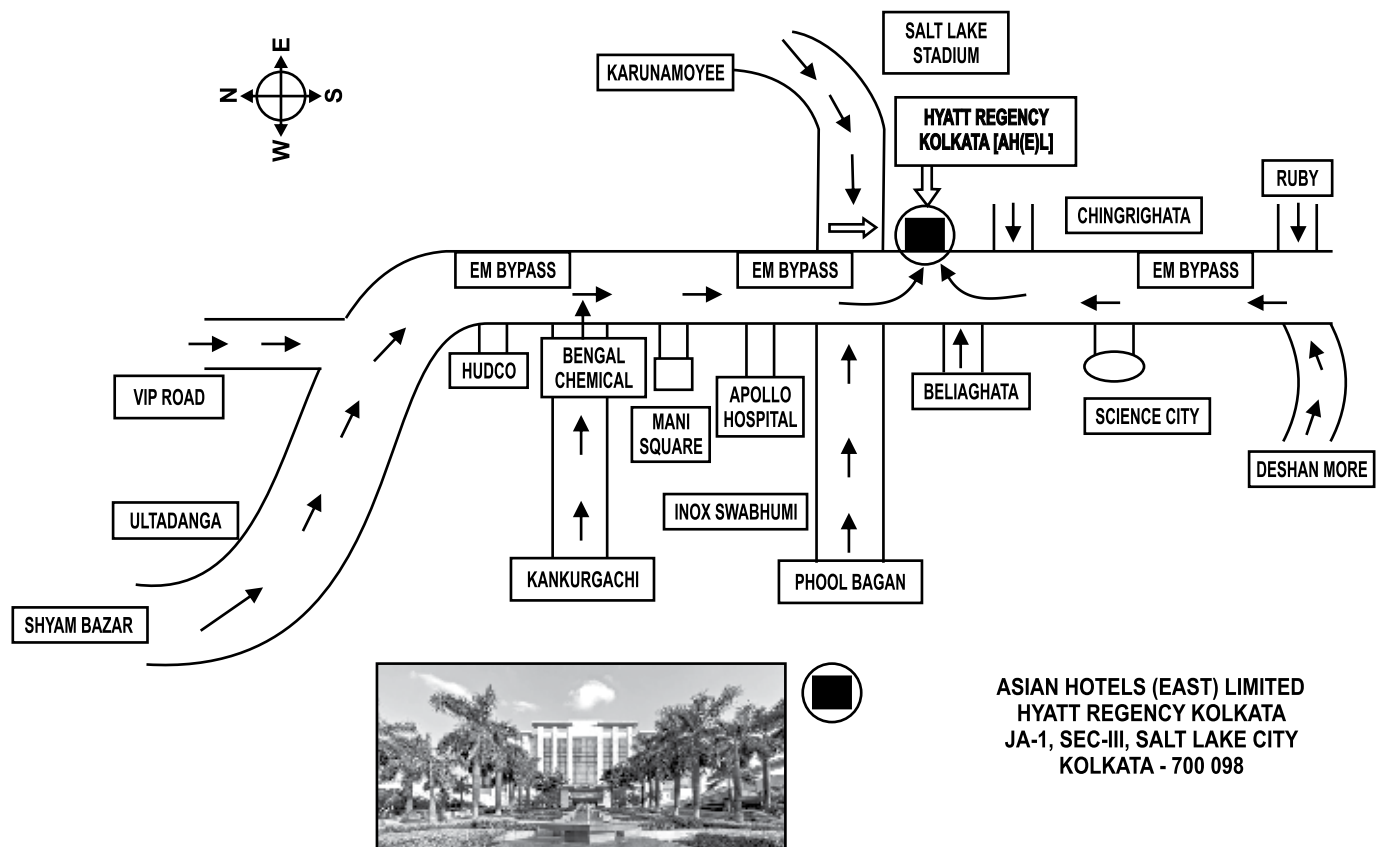 E
N
S
W
SALT LAKE
STADIUM
KARUNAMOYEE
HYATT REGENCY
KOLKATA [AH(E)L]
RUBY
CHINGRIGHATA
EM BYPASS
EM BYPASS
EM BYPASS
HUDCO
BENGAL
CHEMICAL
VIP ROAD
MANI
SQUARE
APOLLO
HOSPITAL
BELIAGHATA
SCIENCE CITY
DESHAN MORE
ULTADANGA
INOX SWABHUMI
KANKURGACHI
PHOOL BAGAN
SHYAM BAZAR
ASIAN HOTELS (EAST) LIMITED
HYATT REGENCY KOLKATA
JA-1, SEC-III, SALT LAKE CITY
KOLKATA - 700 098